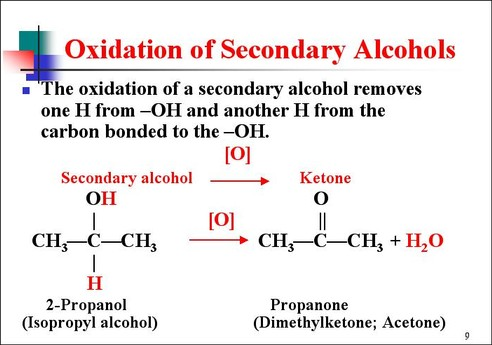 Oxidation of Secondary Alcohols
The oxidation of a secondary alcohol removes
one H from –OH and another H from the
carbon bonded to the –OH.
[O]
Secondary alcohol Ketone
OH O
[O]
CH₃—C—CH₃ CH₃—C—CH₃ + H₂O
H
2-Propanol Propanone
(Isopropyl alcohol) (Dimethylketone; Acetone)
9